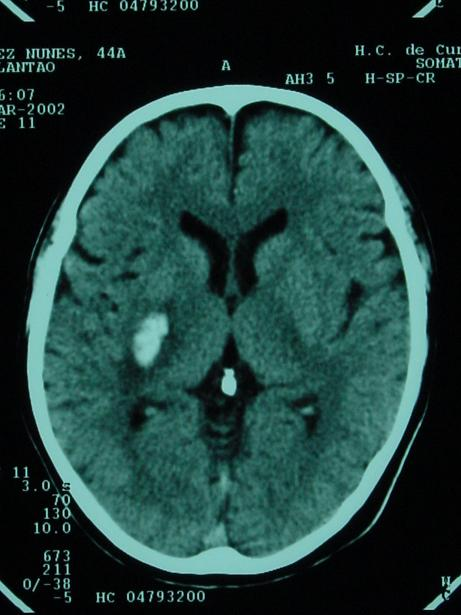 -5 HC 04793200
EZ NUNES, 44A
LANTAO
H.C. de Cur
SOMAT
A
AH3 5 H-SP-CR
6:07
AR-2002
E 11
11
3.0 s
70
130
10.0
673
211
0/-38
-5 HC 04793200
W
C